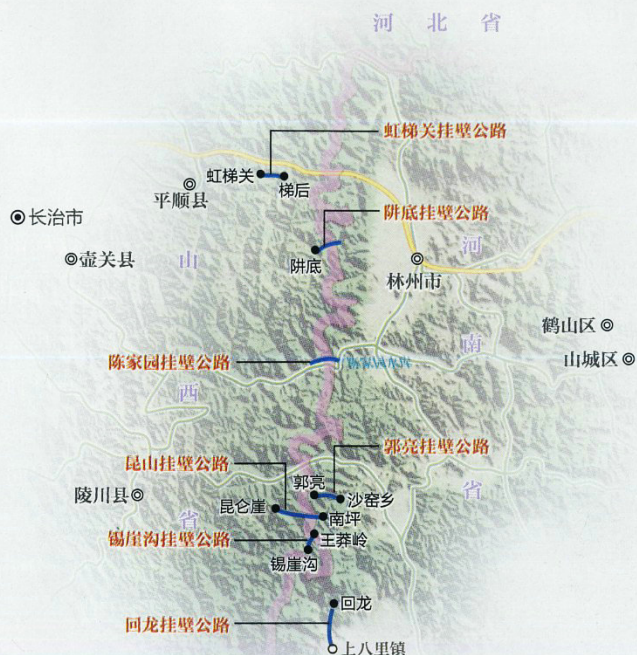 河北省
虹梯关挂壁公路
虹梯关
梯后
平顺县
阱底挂壁公路
长治市
壶关县
山
阱底
河
林州市
鹤山区
南
山城区
陈家园挂壁公路
陈家园水库
西
郭亮挂壁公路
昆山挂壁公路
郭亮
陵川县
昆仑崖
沙窑乡
省
南坪
省
锡崖沟挂壁公路
王莽岭
锡崖沟
回龙
回龙挂壁公路
上八里镇